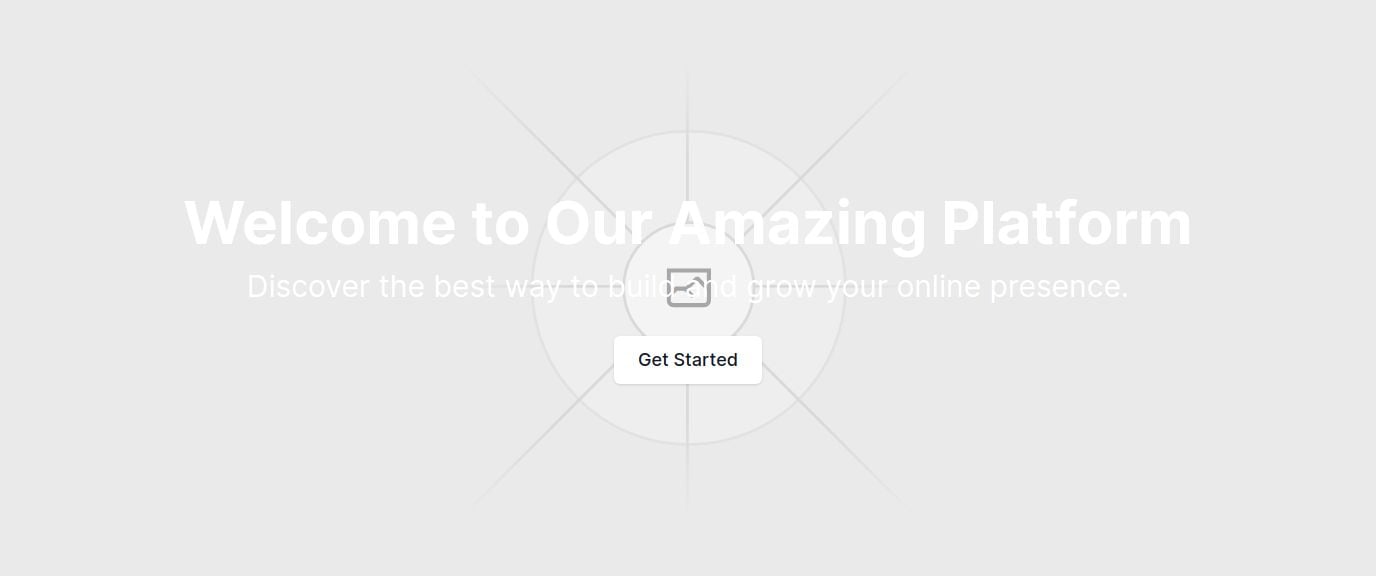 Welcome to Our Amazing Platform
Discover the best way to build and grow your online presence.
Get Started